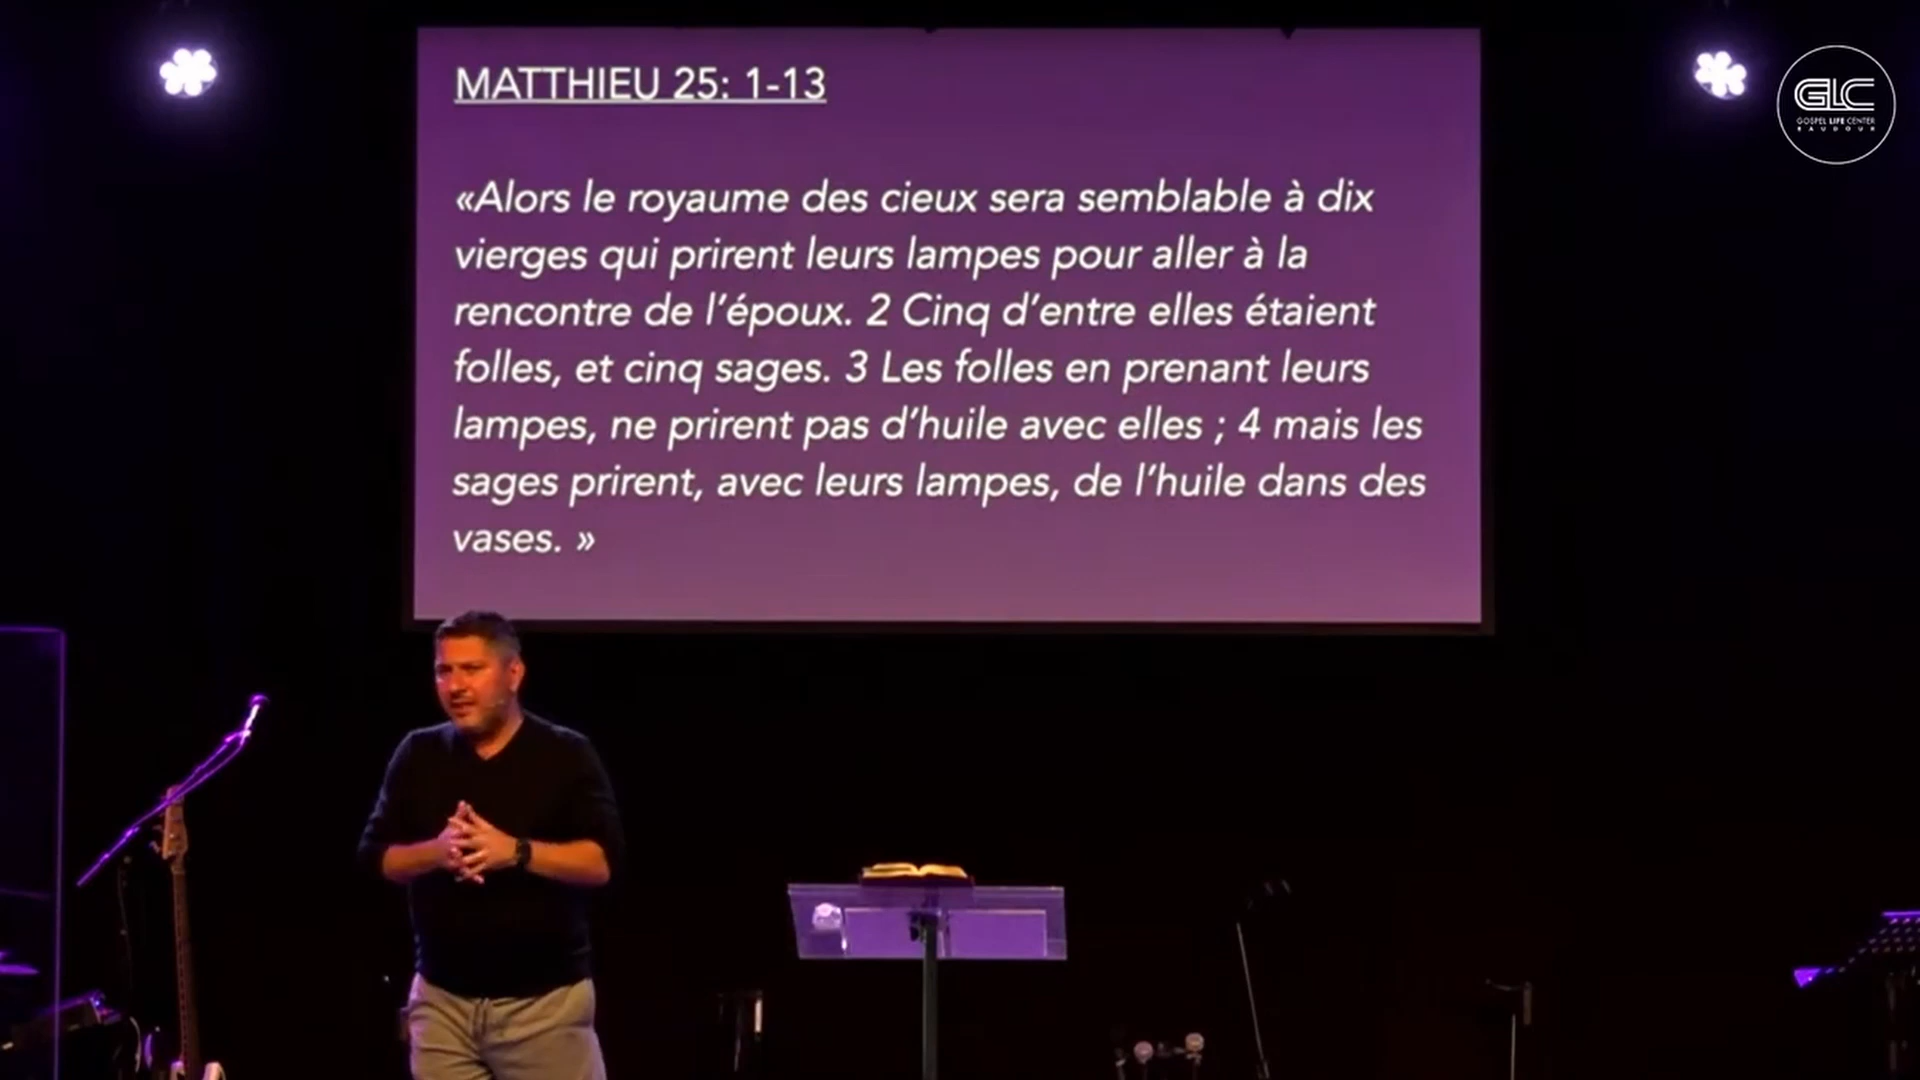 MATTHIEU 25: 1-13
«Alors le royaume des cieux sera semblable à dix
vierges qui prirent leurs lampes pour aller à la
rencontre de l’époux. 2 Cinq d’entre elles étaient
folles, et cinq sages. 3 Les folles en prenant leurs
lampes, ne prirent pas d’huile avec elles ; 4 mais les
sages prirent, avec leurs lampes, de l’huile dans des
vases. »
GLC
GOSPEL LIFE CENTER
BAUDOUR